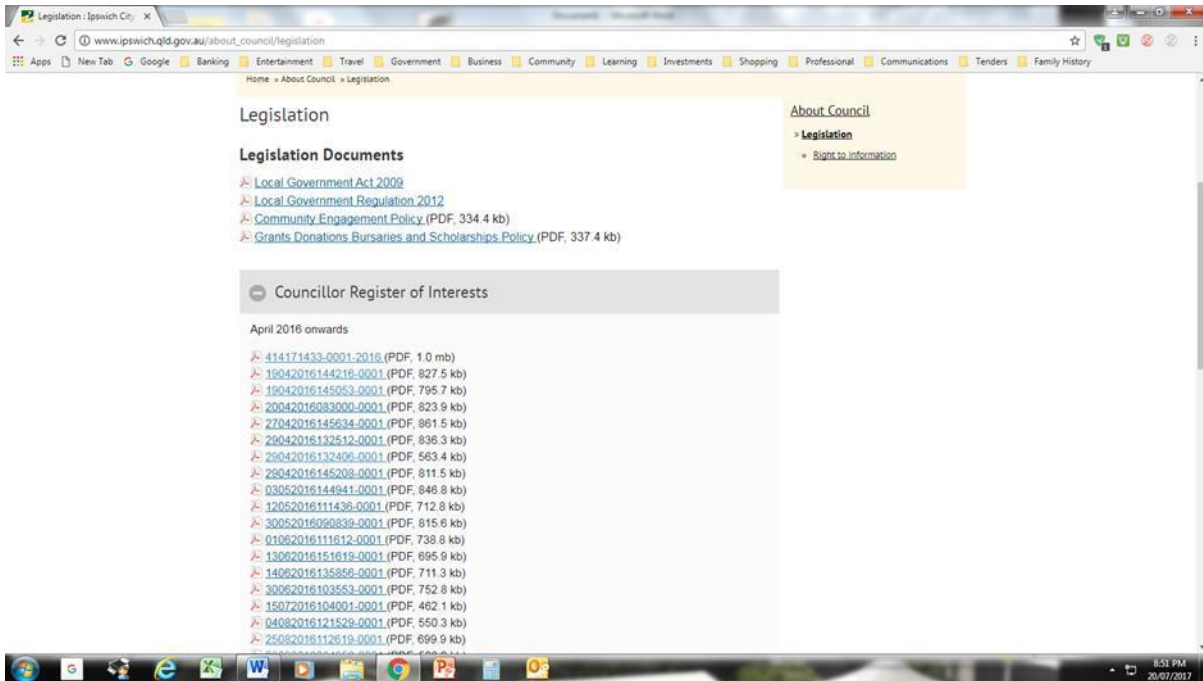 Legislation : Ipswich City
www.ipswich.qld.gov.au/about_council/legislation
Apps New Tab Google Banking Entertainment Travel Government Business Community Learning Investments Shopping Professional Communications Tenders Family History
Home » About Council » Legislation
Legislation
Legislation Documents
Local Government Act 2009
Local Government Regulation 2012
Community Engagement Policy (PDF, 334.4 kb)
Grants Donations Bursaries and Scholarships Policy (PDF, 337.4 kb)
Councillor Register of Interests
April 2016 onwards
414171433-0001-2016 (PDF, 1.0 mb)
19042016144216-0001 (PDF, 827.5 kb)
19042016145053-0001 (PDF, 795.7 kb)
20042016083000-0001 (PDF, 823.9 kb)
27042016145634-0001 (PDF, 861.5 kb)
29042016132512-0001 (PDF, 836.3 kb)
29042016132406-0001 (PDF, 563.4 kb)
29042016145208-0001 (PDF, 811.5 kb)
03052016144941-0001 (PDF, 846.8 kb)
12052016111436-0001 (PDF, 712.8 kb)
30052016090839-0001 (PDF, 815.6 kb)
01062016111612-0001 (PDF, 738.8 kb)
13062016151619-0001 (PDF, 695.9 kb)
14062016135856-0001 (PDF, 711.3 kb)
30062016103553-0001 (PDF, 752.8 kb)
15072016104001-0001 (PDF, 462.1 kb)
04082016121529-0001 (PDF, 550.3 kb)
25082016112619-0001 (PDF, 699.9 kb)
About Council
» Legislation
Right to Information
8:51 PM
20/07/2017